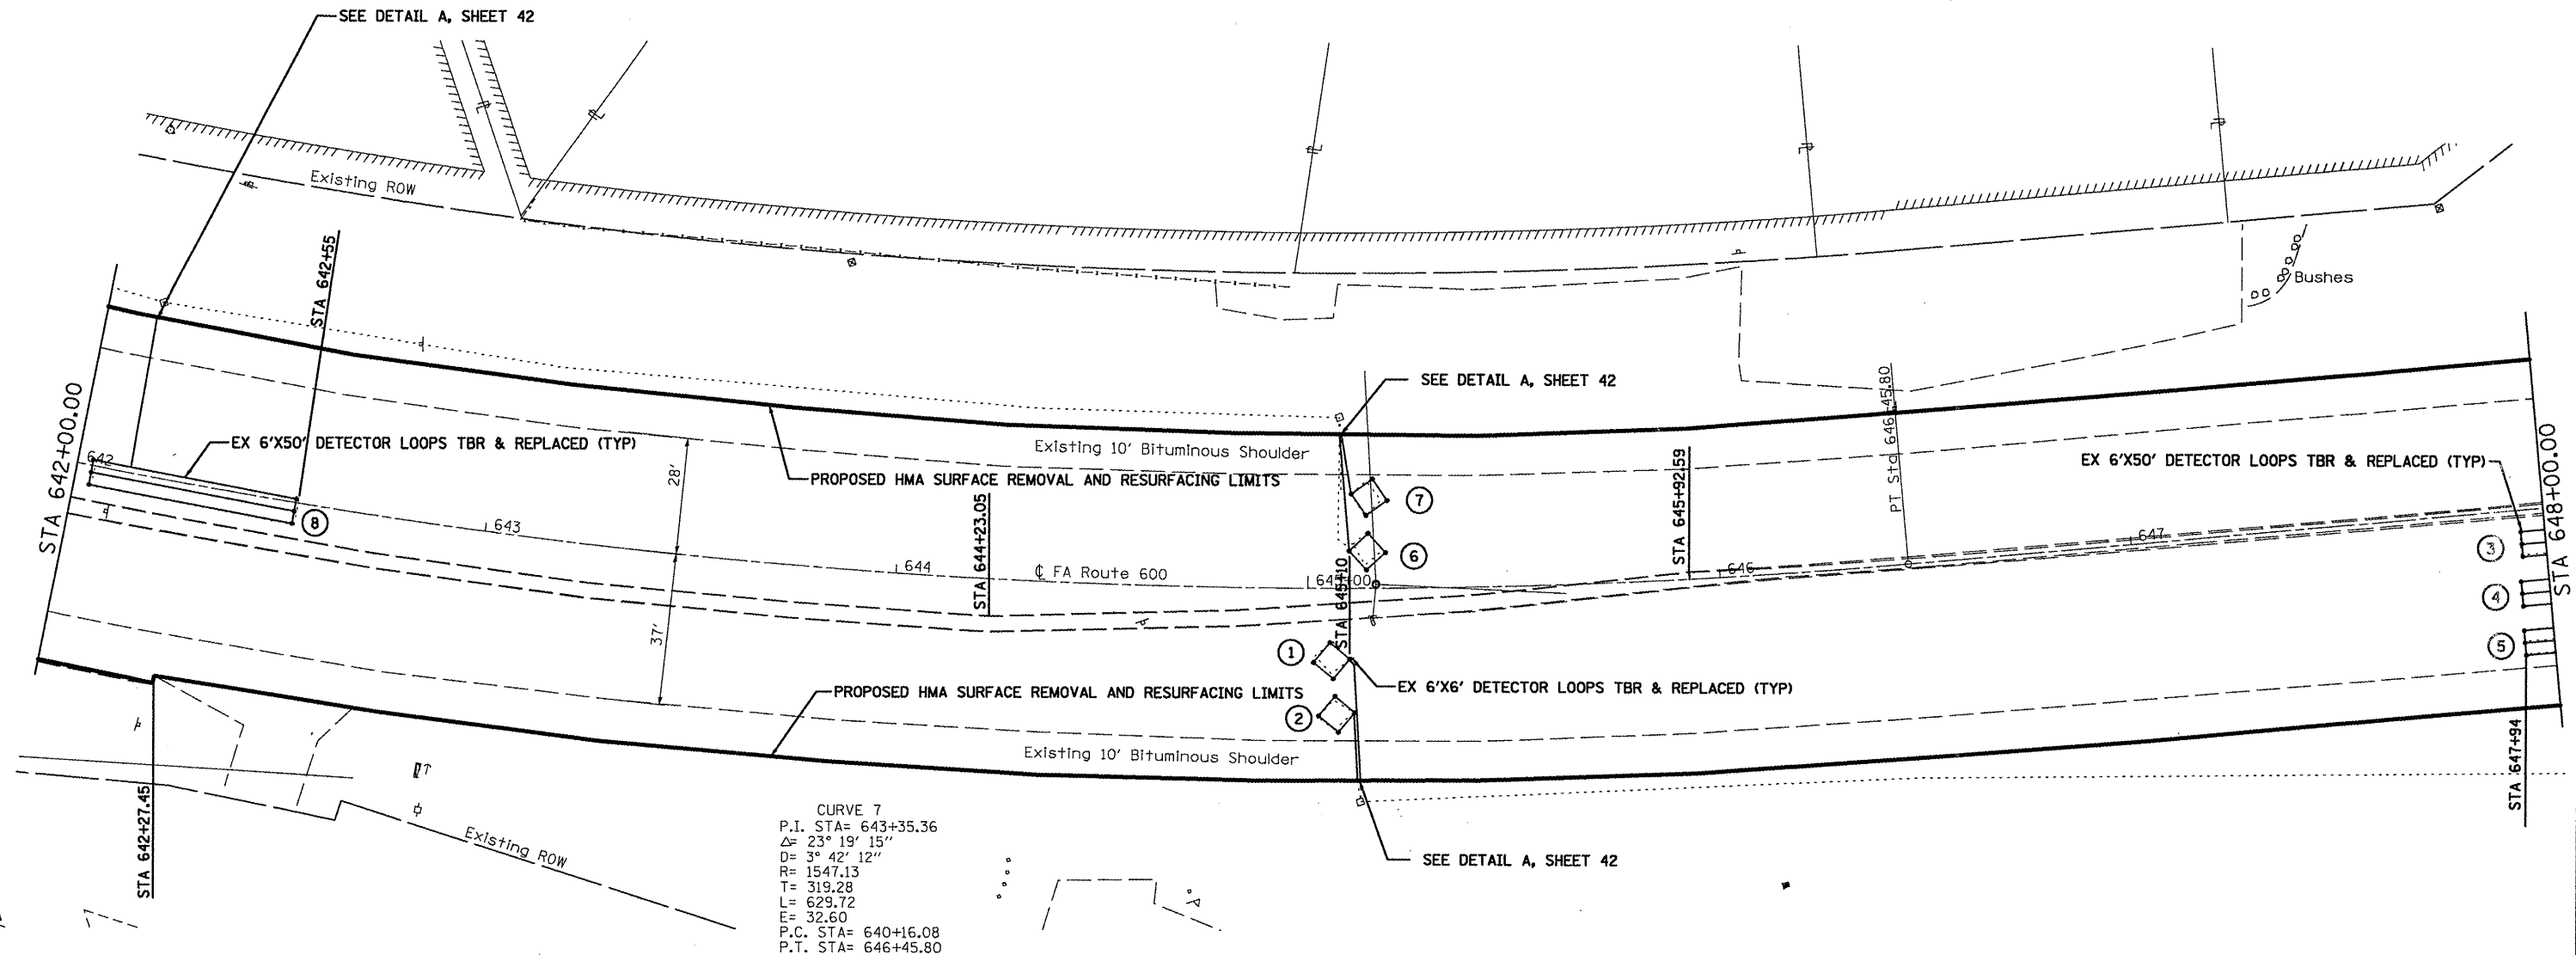 SEE DETAIL A, SHEET 42
Existing ROW
STA 642+55
Bushes
STA 642+00.00
SEE DETAIL A, SHEET 42
PT Sta 646+45.80
EX 6'X50' DETECTOR LOOPS TBR & REPLACED (TYP)
642
28'
Existing 10' Bituminous Shoulder
PROPOSED HMA SURFACE REMOVAL AND RESURFACING LIMITS
STA 645+92.59
EX 6'X50' DETECTOR LOOPS TBR & REPLACED (TYP)
STA 648+00.00
7
8
643
STA 644+23.05
6
647
3
644
℄ FA Route 600
STA 645+10
646
4
37'
1
5
EX 6'X6' DETECTOR LOOPS TBR & REPLACED (TYP)
PROPOSED HMA SURFACE REMOVAL AND RESURFACING LIMITS
2
Existing 10' Bituminous Shoulder
STA 647+94
STA 642+27.45
Existing ROW
CURVE 7
P.I. STA= 643+35.36
Δ= 23° 19' 15"
D= 3° 42' 12"
R= 1547.13
T= 319.28
L= 629.72
E= 32.60
P.C. STA= 640+16.08
P.T. STA= 646+45.80
SEE DETAIL A, SHEET 42